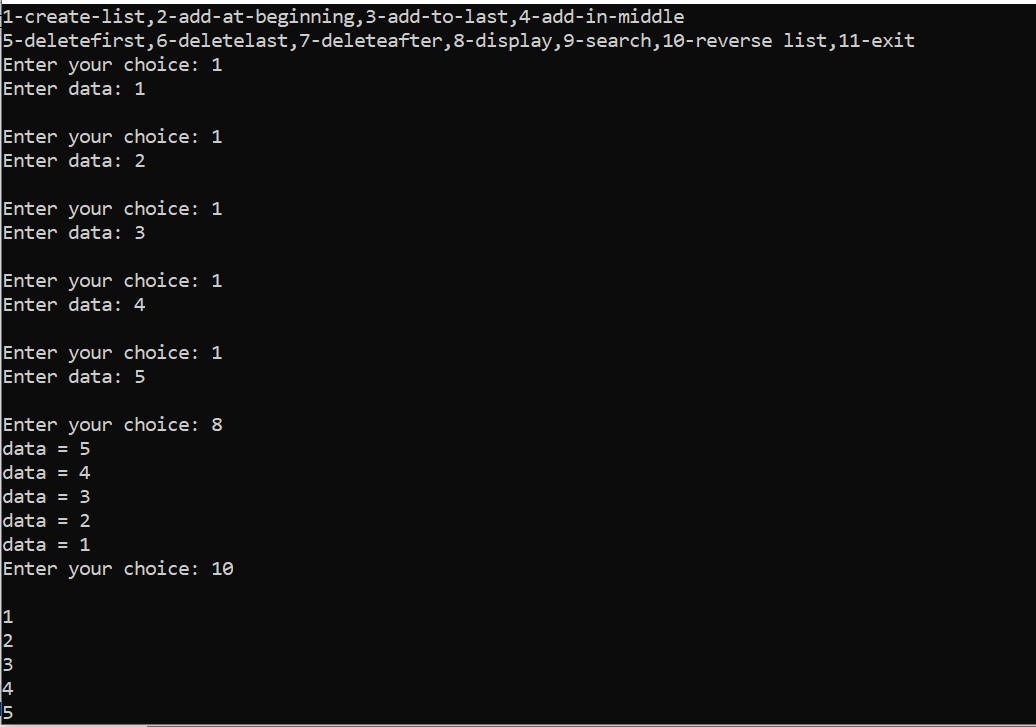 1-create-list,2-add-at-beginning,3-add-to-last,4-add-in-middle
5-deletefirst,6-deletelast,7-deleteafter,8-display,9-search,10-reverse list,11-exit
Enter your choice: 1
Enter data: 1
Enter your choice: 1
Enter data: 2
Enter your choice: 1
Enter data: 3
Enter your choice: 1
Enter data: 4
Enter your choice: 1
Enter data: 5
Enter your choice: 8
data = 5
data = 4
data = 3
data = 2
data = 1
Enter your choice: 10
1
2
3
4
5